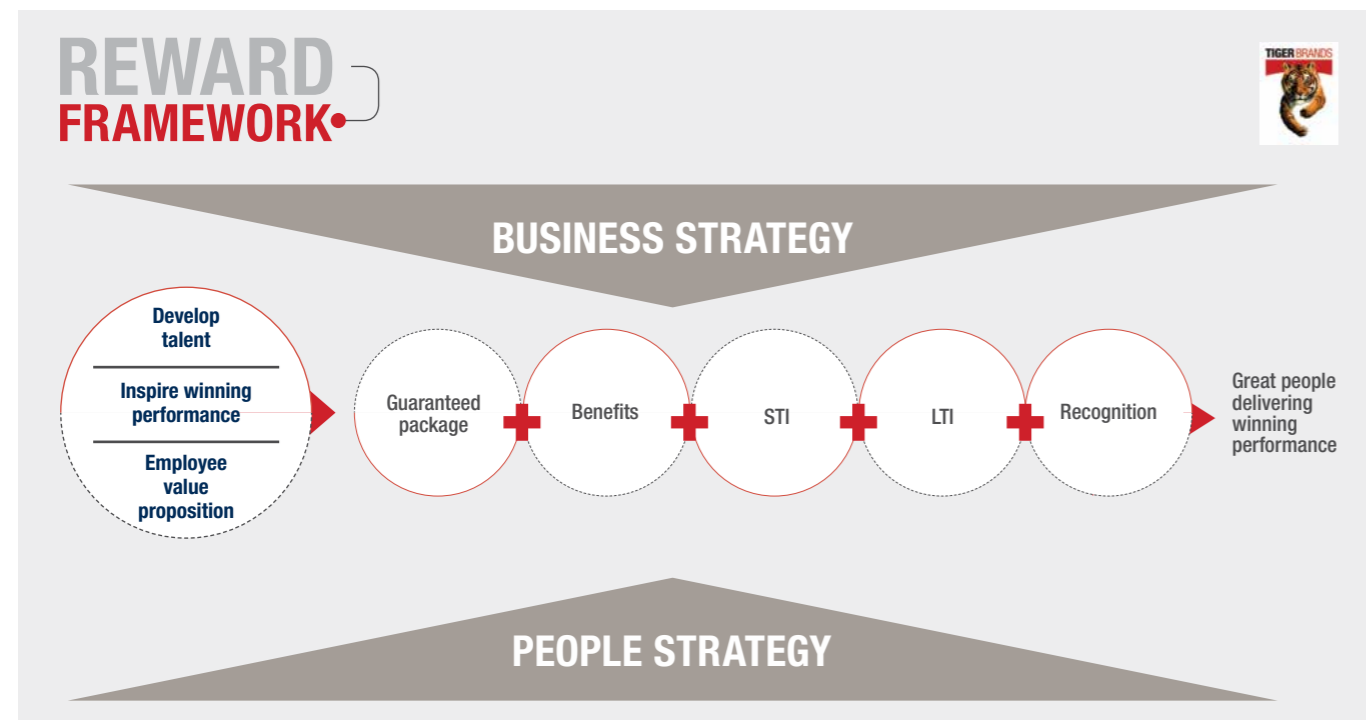 REWARD
FRAMEWORK
TIGER BRANDS
BUSINESS STRATEGY
Develop
talent
Inspire winning
performance
Employee
value
proposition
Guaranteed
package
Benefits
STI
LTI
Recognition
Great people
delivering
winning
performance
PEOPLE STRATEGY